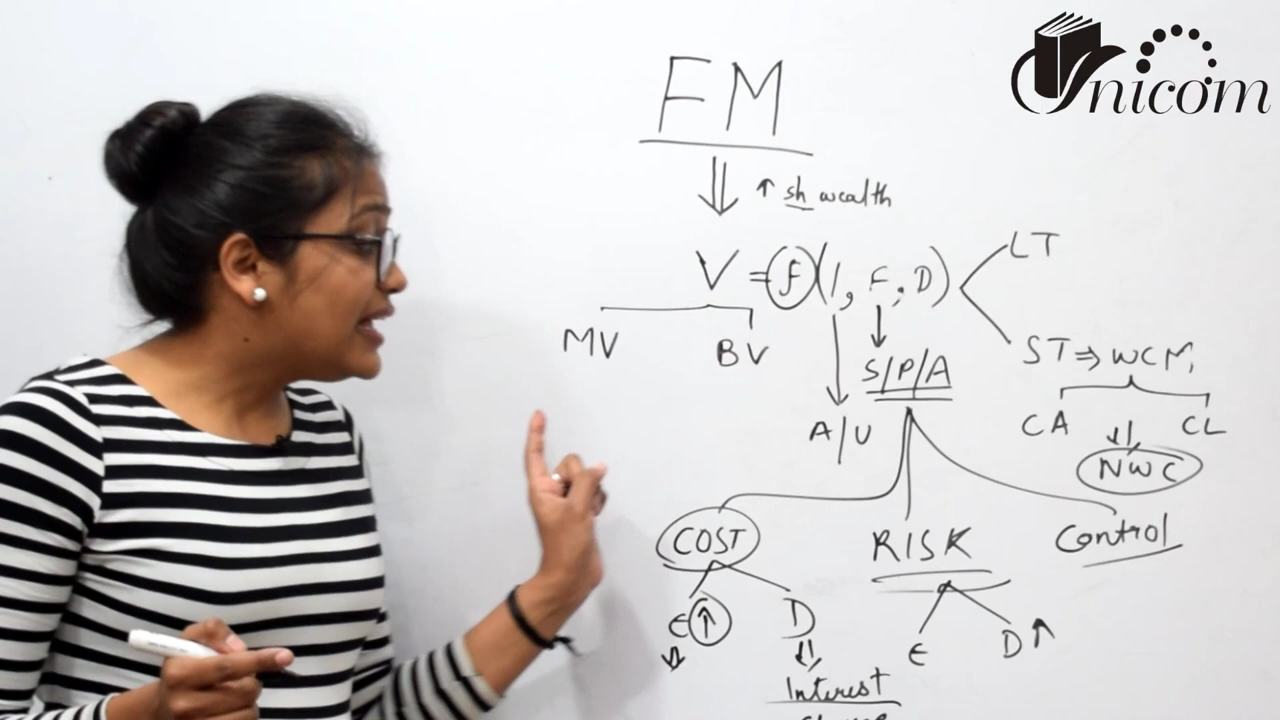 Unicom
FM
↑ sh wealth
V = f(I, F, D)
LT
MV BV
S/P/A
ST ⇒ WCM
A/U
CA CL
NWC
COST RISK Control
E↑ D
E D↑
Interest